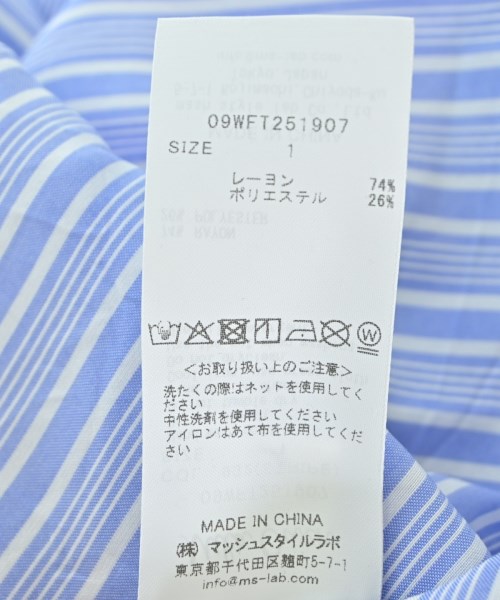 09WFT251907
SIZE 1
レーヨン 74%
ポリエステル 26%
W
<お取り扱い上のご注意>
洗たくの際はネットを使用してく
ださい
中性洗剤を使用してください
アイロンはあて布を使用してくだ
さい
MADE IN CHINA
(株) マッシュスタイルラボ
東京都千代田区麹町5-7-1
info@ms-lab.com